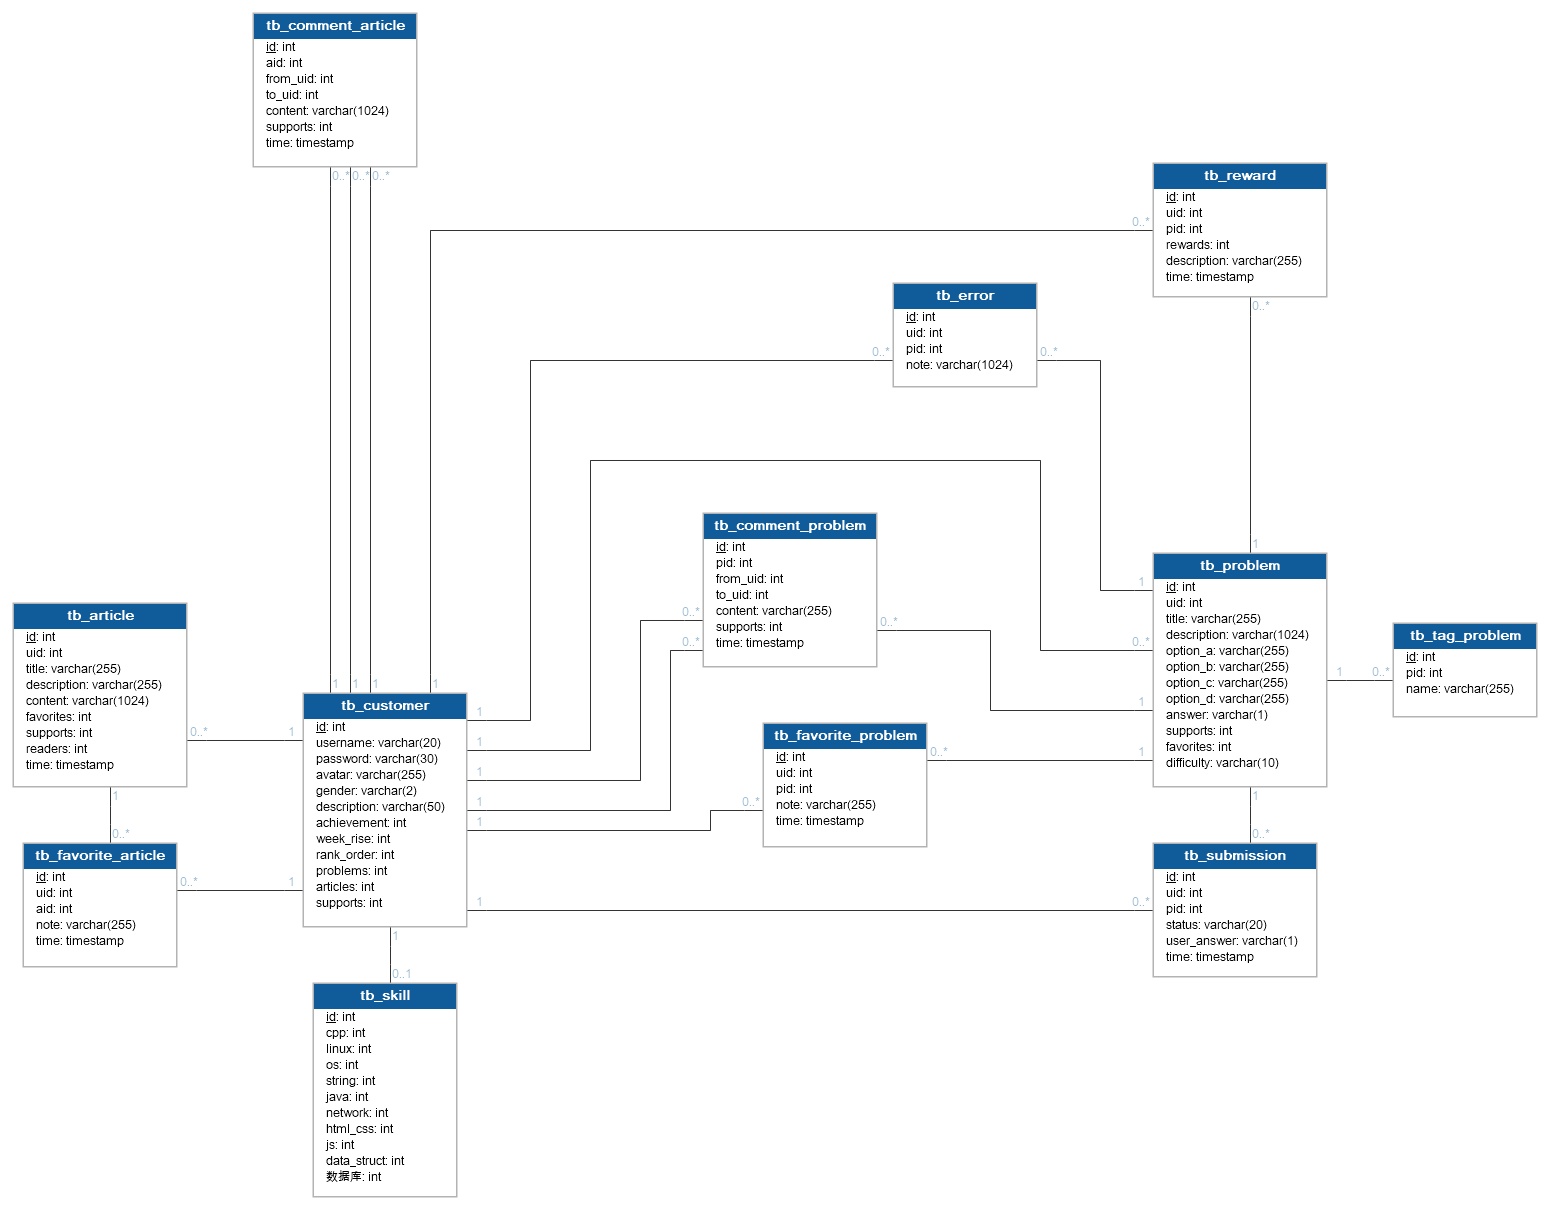 tb_comment_article
id: int
aid: int
from_uid: int
to_uid: int
content: varchar(1024)
supports: int
time: timestamp
0..*
0..*
0..*
tb_reward
id: int
uid: int
pid: int
rewards: int
description: varchar(255)
time: timestamp
0..*
0..*
tb_error
id: int
uid: int
pid: int
note: varchar(1024)
0..*
0..*
tb_comment_problem
id: int
pid: int
from_uid: int
to_uid: int
content: varchar(255)
supports: int
time: timestamp
0..*
0..*
0..*
1
1
tb_problem
id: int
uid: int
title: varchar(255)
description: varchar(1024)
option_a: varchar(255)
option_b: varchar(255)
option_c: varchar(255)
option_d: varchar(255)
answer: varchar(1)
supports: int
favorites: int
difficulty: varchar(10)
0..*
1
1
1
1
0..*
tb_tag_problem
id: int
pid: int
name: varchar(255)
tb_article
id: int
uid: int
title: varchar(255)
description: varchar(255)
content: varchar(1024)
favorites: int
supports: int
readers: int
time: timestamp
0..*
1
1
0..*
1
1
1
1
tb_customer
id: int
username: varchar(20)
password: varchar(30)
avatar: varchar(255)
gender: varchar(2)
description: varchar(50)
achievement: int
week_rise: int
rank_order: int
problems: int
articles: int
supports: int
1
1
1
1
1
1
tb_favorite_problem
id: int
uid: int
pid: int
note: varchar(255)
time: timestamp
0..*
0..*
tb_favorite_article
id: int
uid: int
aid: int
note: varchar(255)
time: timestamp
0..*
1
1
0..*
0..*
tb_submission
id: int
uid: int
pid: int
status: varchar(20)
user_answer: varchar(1)
time: timestamp
1
0..1
tb_skill
id: int
cpp: int
linux: int
os: int
string: int
java: int
network: int
html_css: int
js: int
data_struct: int
数据库: int